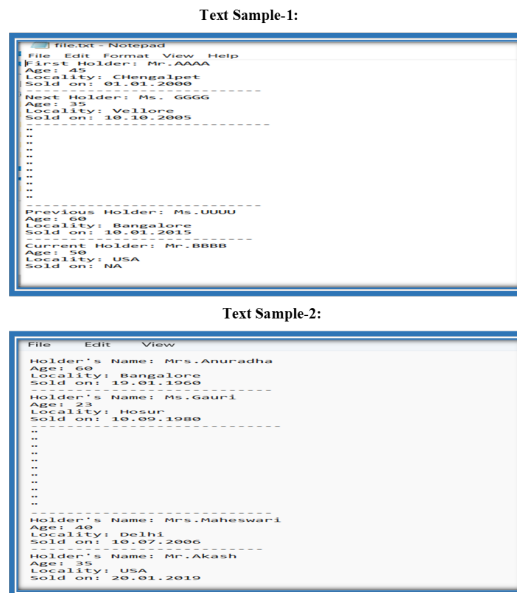 Text Sample-1:
file.txt - Notepad
File Edit Format View Help
First Holder: Mr.AAAA
Age: 45
Locality: CHengalpet
Sold on: 01.01.2000
---------------------------
Next Holder: Ms. GGGG
Age: 35
Locality: Vellore
Sold on: 10.10.2005
----------------------------
..
..
..
..
..
..
..
..
..
..
---------------------------
Previous Holder: Ms.UUUU
Age: 60
Locality: Bangalore
Sold on: 10.01.2015
--------------------------
Current Holder: Mr.BBBB
Age: 50
Locality: USA
Sold on: NA
Text Sample-2:
File Edit View
Holder's Name: Mrs.Anuradha
Age: 60
Locality: Bangalore
Sold on: 19.01.1960
---------------------------
Holder's Name: Ms.Gauri
Age: 23
Locality: Hosur
Sold on: 10.09.1980
----------------------------
..
..
..
..
..
..
..
..
..
---------------------------
Holder's Name: Mrs.Maheswari
Age: 40
Locality: Delhi
Sold on: 10.07.2006
--------------------------
Holder's Name: Mr.Akash
Age: 35
Locality: USA
Sold on: 20.01.2019